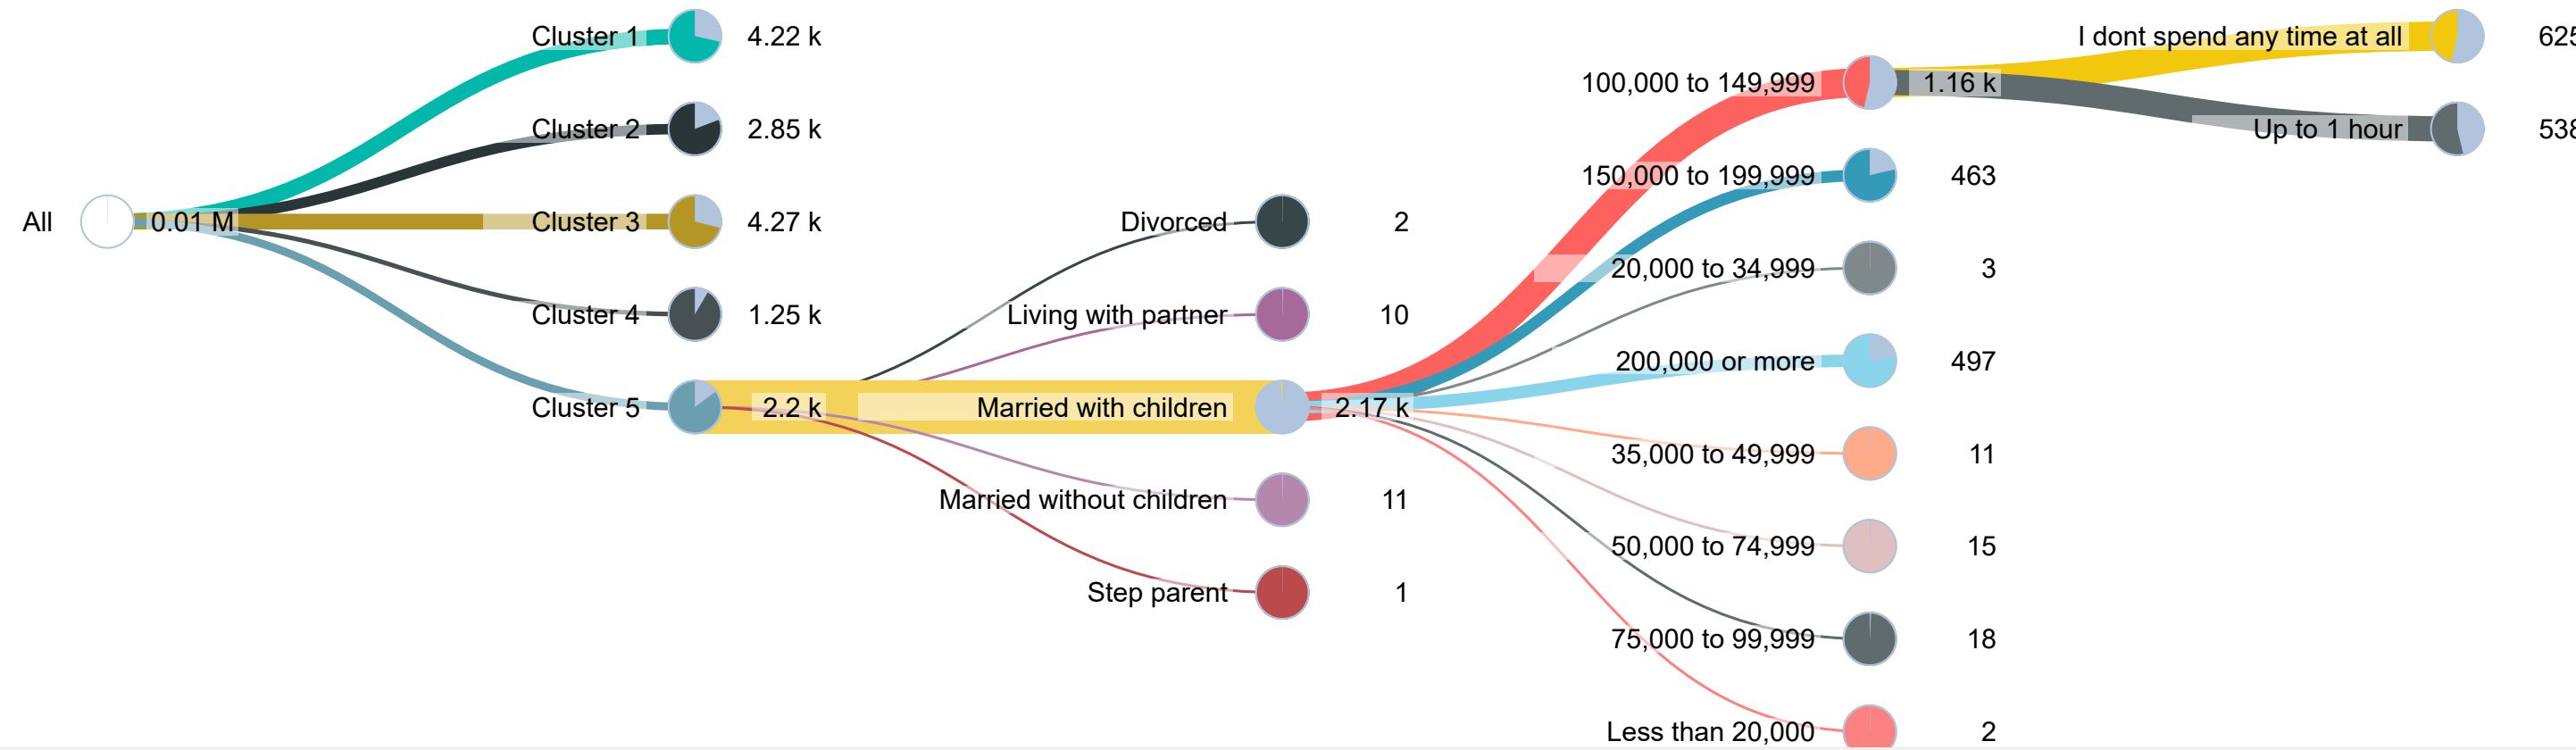 All
0.01 M
Cluster 1
4.22 k
Cluster 2
2.85 k
Cluster 3
4.27 k
Cluster 4
1.25 k
Cluster 5
2.2 k
Divorced
2
Living with partner
10
Married with children
2.17 k
Married without children
11
Step parent
1
100,000 to 149,999
1.16 k
150,000 to 199,999
463
20,000 to 34,999
3
200,000 or more
497
35,000 to 49,999
11
50,000 to 74,999
15
75,000 to 99,999
18
Less than 20,000
2
I dont spend any time at all
625
Up to 1 hour
538